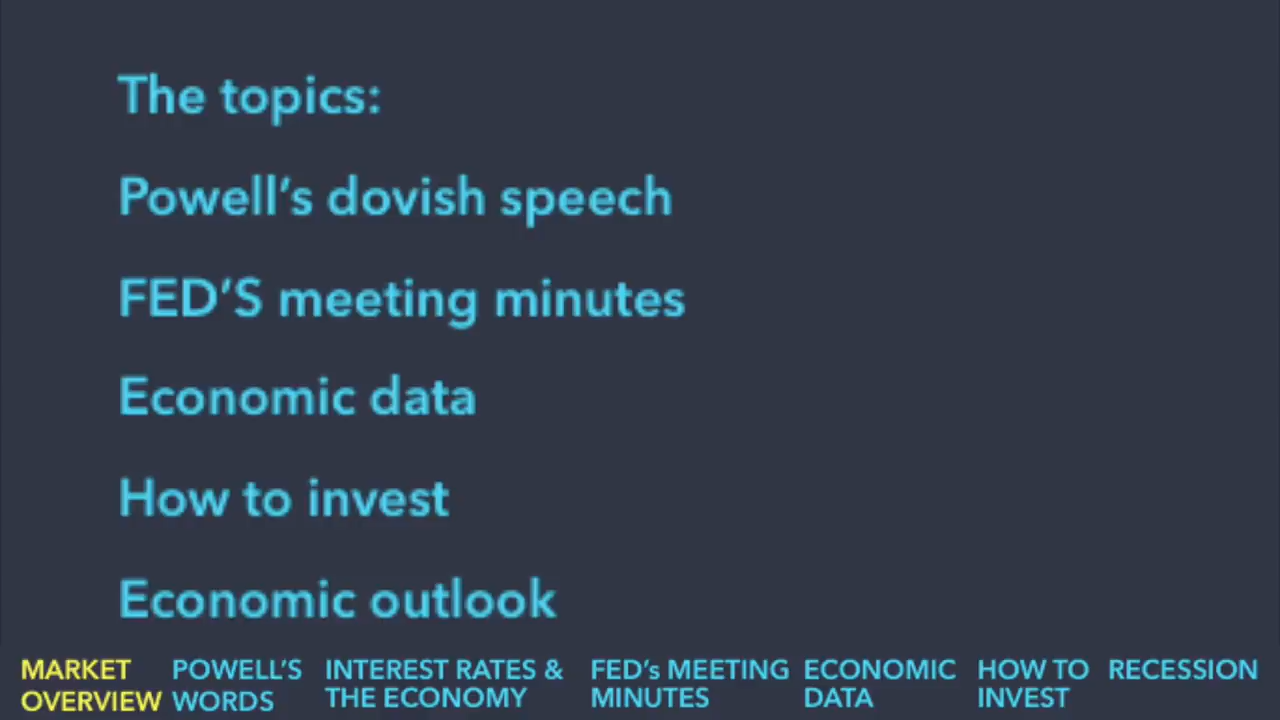 The topics:
Powell’s dovish speech
FED’S meeting minutes
Economic data
How to invest
Economic outlook
MARKET
OVERVIEW
POWELL’S
WORDS
INTEREST RATES &
THE ECONOMY
FED’s MEETING
MINUTES
ECONOMIC
DATA
HOW TO
INVEST
RECESSION